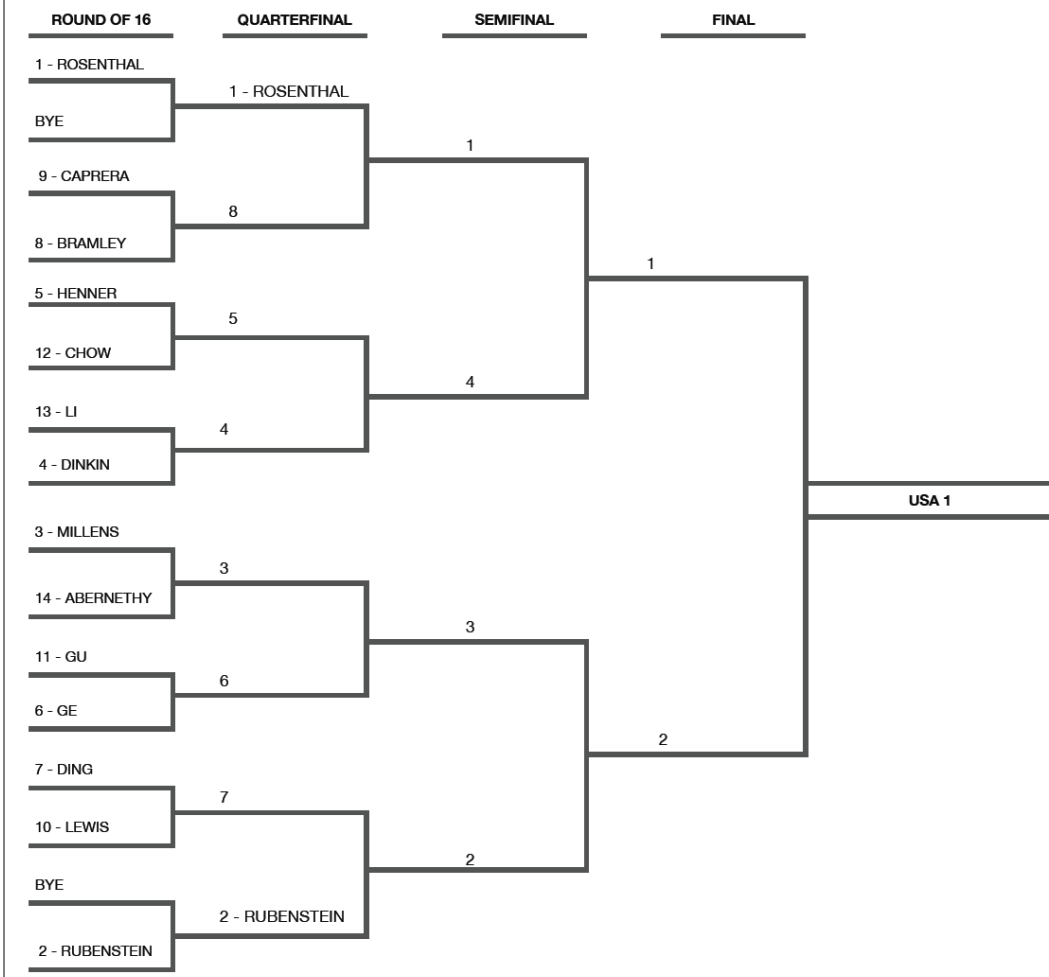 ROUND OF 16
QUARTERFINAL
SEMIFINAL
FINAL
1 - ROSENTHAL
BYE
9 - CAPRERA
8 - BRAMLEY
5 - HENNER
12 - CHOW
13 - LI
4 - DINKIN
3 - MILLENS
14 - ABERNETHY
11 - GU
6 - GE
7 - DING
10 - LEWIS
BYE
2 - RUBENSTEIN
1 - ROSENTHAL
8
5
4
3
6
7
2 - RUBENSTEIN
1
4
3
2
1
2
USA 1